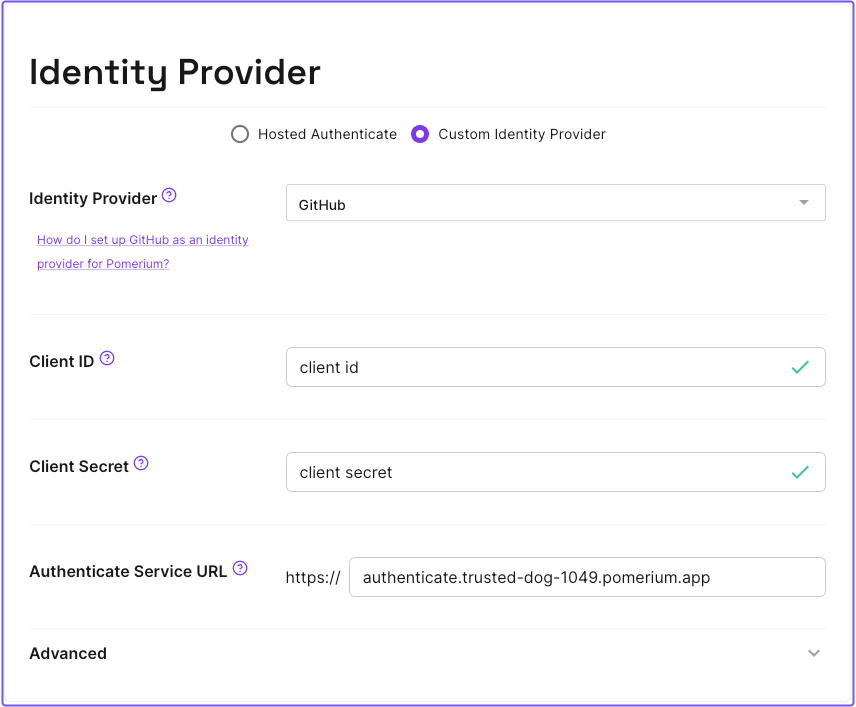 Identity Provider
Hosted Authenticate Custom Identity Provider
Identity Provider ? GitHub
How do I set up GitHub as an identity
provider for Pomerium?
Client ID ? client id
Client Secret ? client secret
Authenticate Service URL ? https:// authenticate.trusted-dog-1049.pomerium.app
Advanced